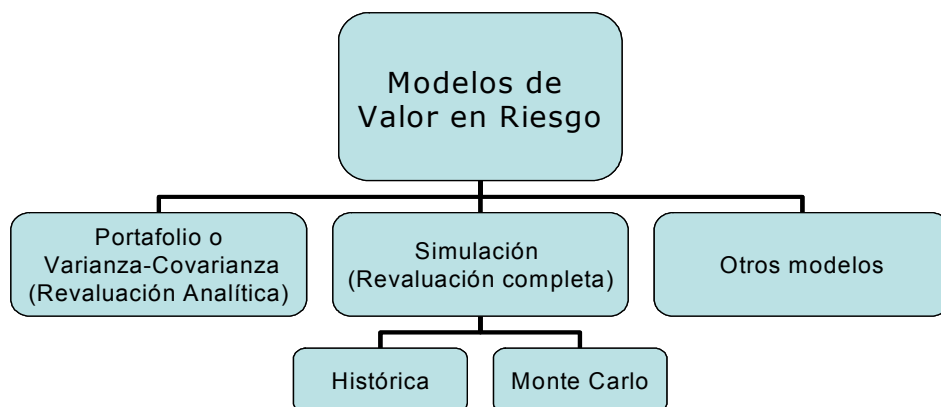 Modelos de
Valor en Riesgo
Portafolio o
Varianza-Covarianza
(Revaluación Analítica)
Simulación
(Revaluación completa)
Otros modelos
Histórica
Monte Carlo